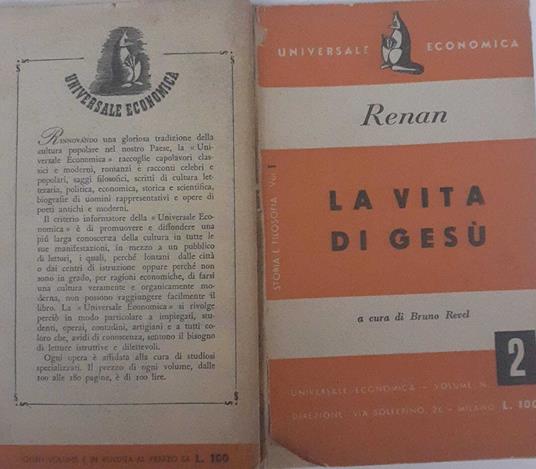 UNIVERSALE ECONOMICA
RINNOVANDO una gloriosa tradizione della
cultura popolare nel nostro Paese, la « Uni-
versale Economica » raccoglie capolavori clas-
sici e moderni, romanzi e racconti celebri e
popolari, saggi filosofici, scritti di cultura let-
teraria, politica, economica, storica e scientifica,
biografie di uomini rappresentativi e opere di
poeti antichi e moderni.
Il criterio informatore della « Universale Eco-
nomica » è di promuovere e diffondere una
più larga conoscenza della cultura in tutte le
sue manifestazioni, in mezzo a un pubblico
di lettori, i quali, perché lontani dalle città
o dai centri di istruzione oppure perché non
sono in grado, per ragioni economiche, di farsi
una cultura veramente e organicamente mo-
derna, non possono raggiungere facilmente il
libro. La « Universale Economica » si rivolge
perciò in modo particolare a impiegati, stu-
denti, operai, contadini, artigiani e a tutti co-
loro che, avidi di conoscenza, sentono il bisogno
di letture istruttive e dilettevoli.
Ogni opera è affidata alla cura di studiosi
specializzati. Il prezzo di ogni volume, dalle
100 alle 180 pagine, è di 100 lire.
OGNI VOLUME È IN VENDITA AL PREZZO DI L. 100
STORIA E FILOSOFIA Vol. I
UNIVERSALE ECONOMICA
Renan
LA VITA
DI GESÙ
a cura di Bruno Revel
2
UNIVERSALE ECONOMICA - VOLUME N.
DIREZIONE: VIA SOLFERINO, 26 - MILANO L. 100